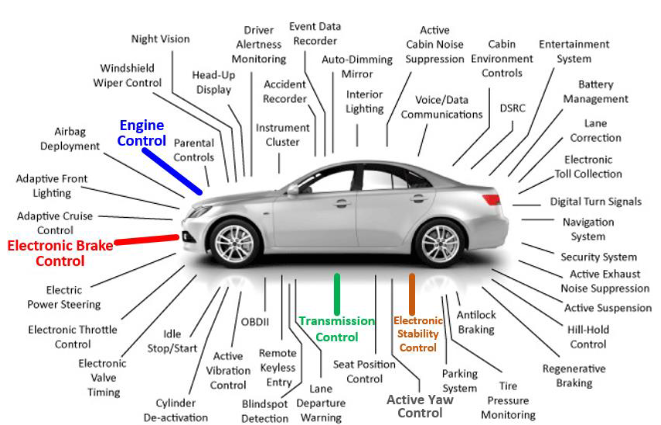 Night Vision
Driver
Alertness
Monitoring
Event Data
Recorder
Active
Cabin Noise
Suppression
Cabin
Environment
Controls
Entertainment
System
Windshield
Wiper Control
Head-Up
Display
Accident
Recorder
Auto-Dimming
Mirror
Interior
Lighting
Voice/Data
Communications
DSRC
Battery
Management
Lane
Correction
Electronic
Toll Collection
Digital Turn Signals
Navigation
System
Security System
Active Exhaust
Noise Suppression
Active Suspension
Hill-Hold
Control
Regenerative
Braking
Airbag
Deployment
Engine
Control
Parental
Controls
Instrument
Cluster
Adaptive Front
Lighting
Adaptive Cruise
Control
Electronic Brake
Control
Electric
Power Steering
Electronic Throttle
Control
Electronic
Valve
Timing
Idle
Stop/Start
Cylinder
De-activation
Active
Vibration
Control
OBDII
Remote
Keyless
Entry
Blindspot
Detection
Lane
Departure
Warning
Transmission
Control
Seat Position
Control
Electronic
Stability
Control
Active Yaw
Control
Antilock
Braking
Parking
System
Tire
Pressure
Monitoring